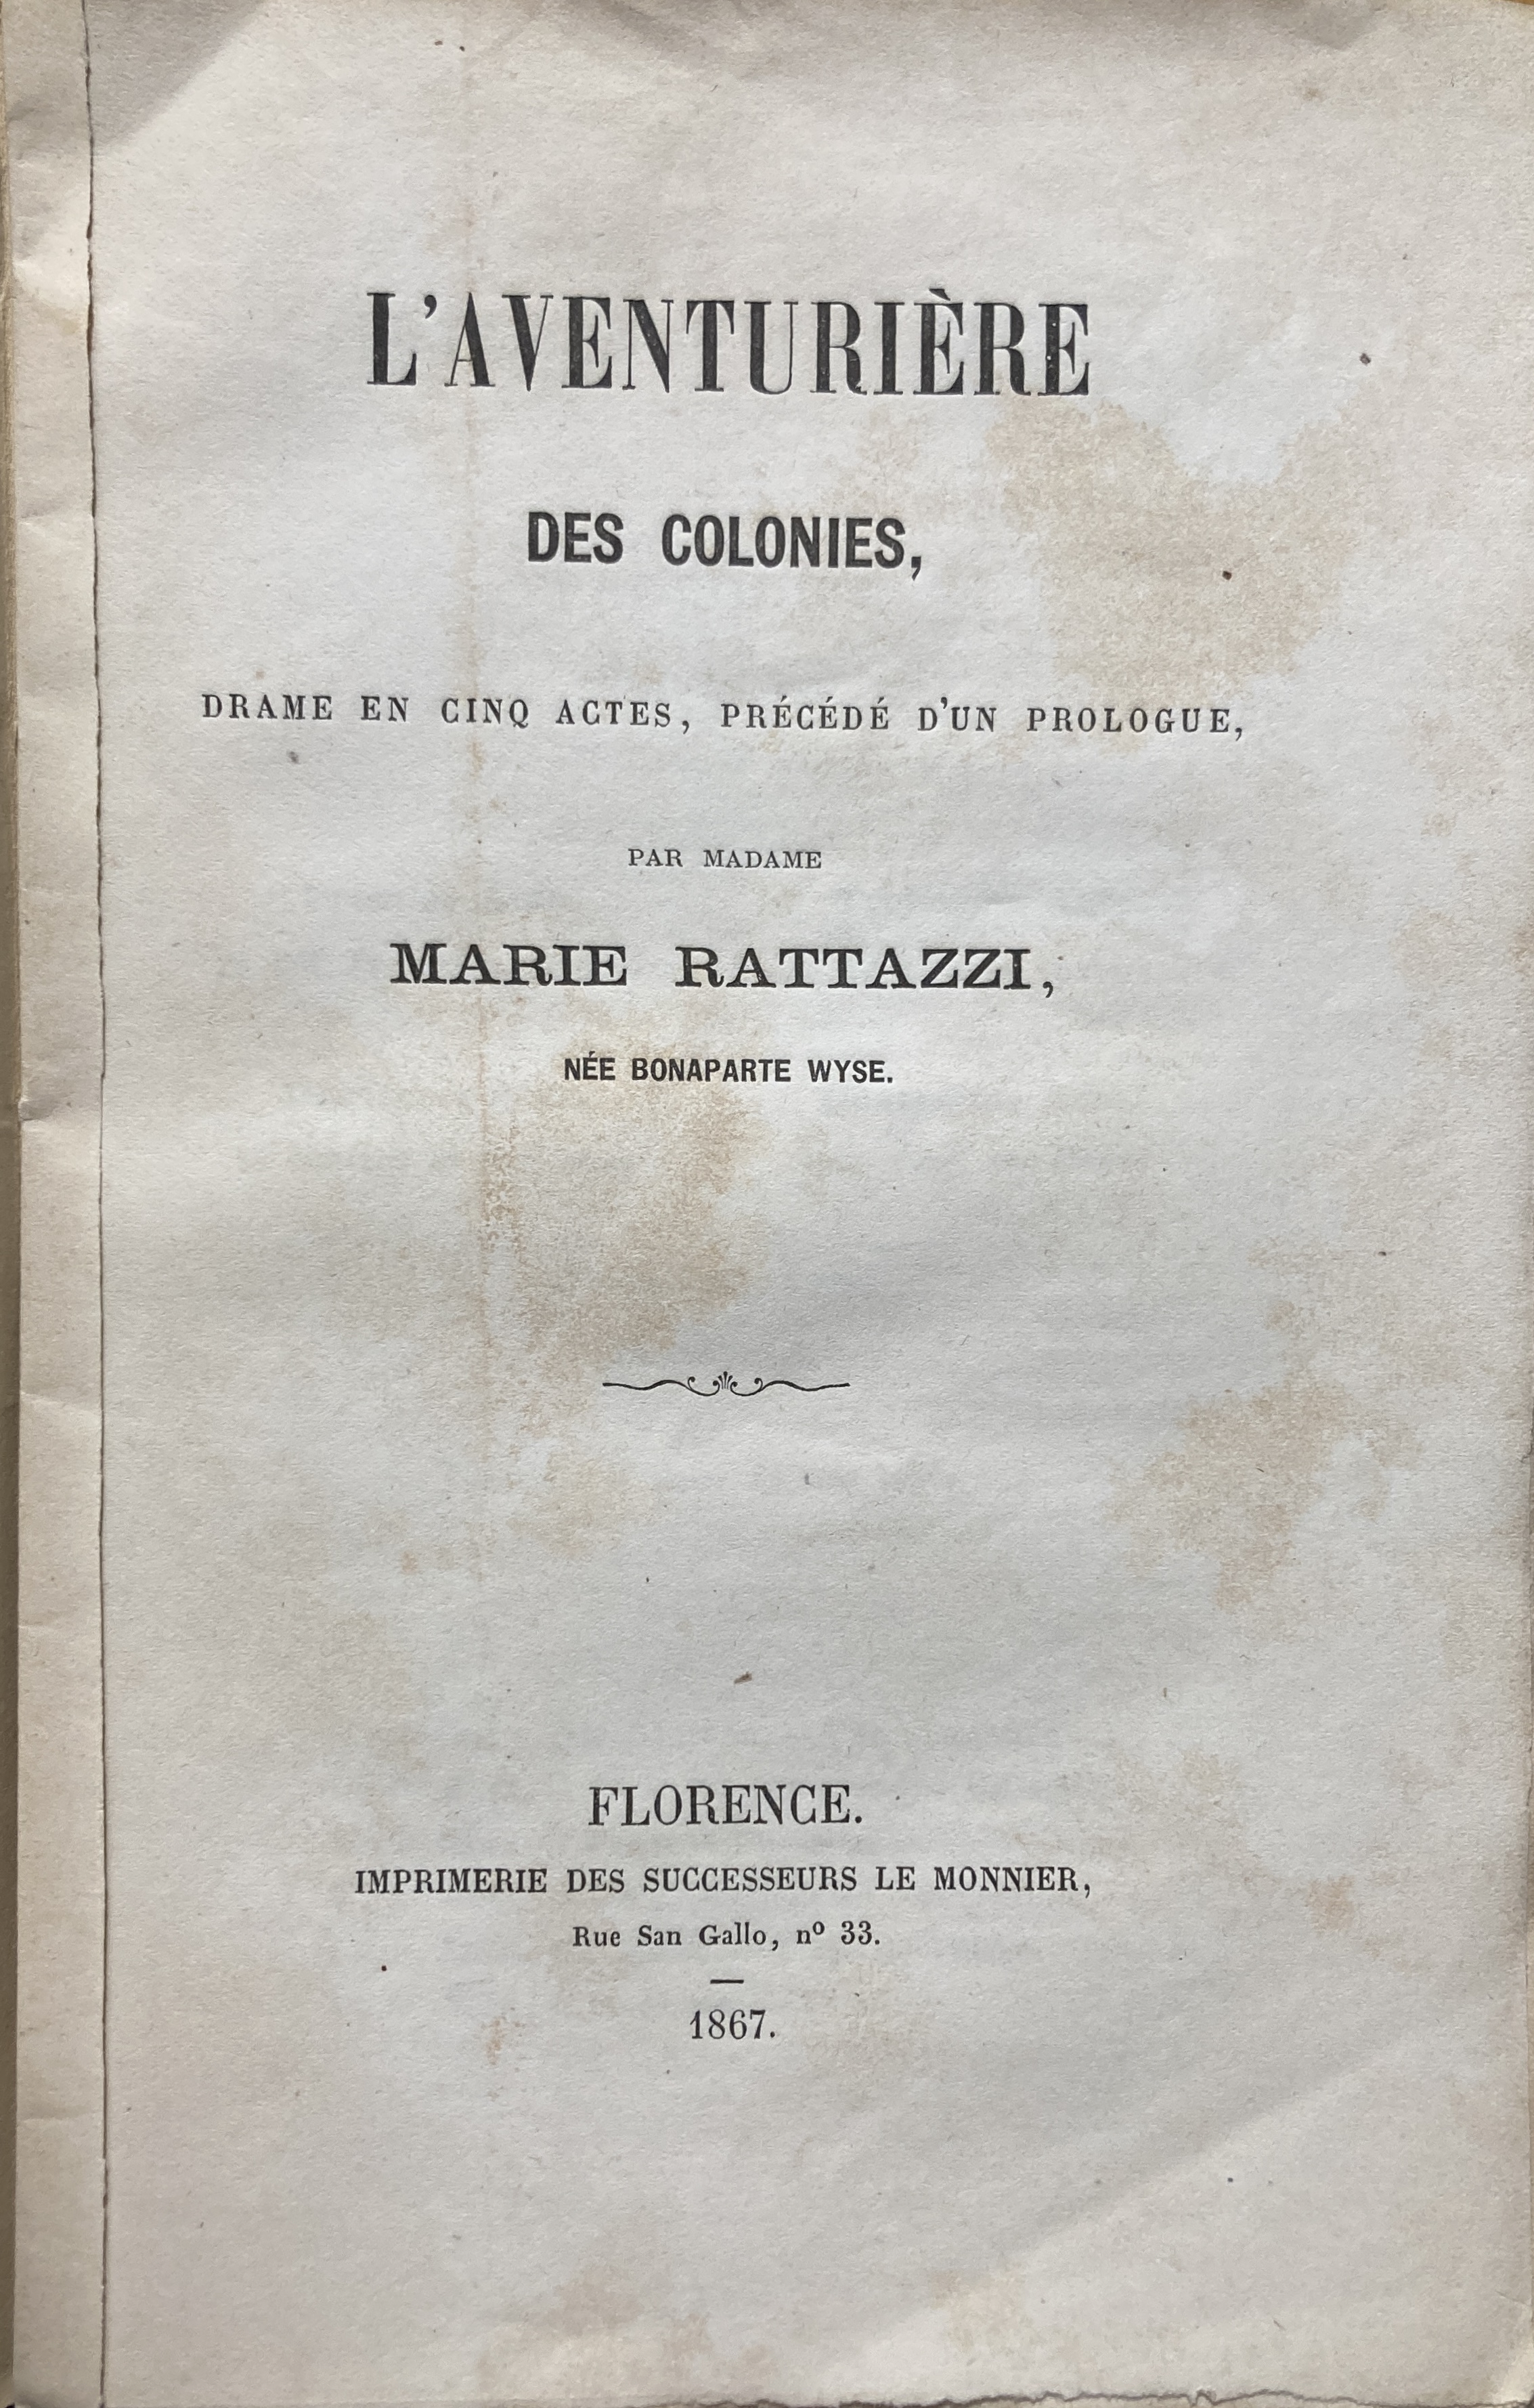 L'AVENTURIÈRE
DES COLONIES,
DRAME EN CINQ ACTES, PRÉCÉDÉ D'UN PROLOGUE,
PAR MADAME
MARIE RATTAZZI,
NÉE BONAPARTE WYSE.
FLORENCE.
IMPRIMERIE DES SUCCESSEURS LE MONNIER,
Rue San Gallo, nº 33.
1867.